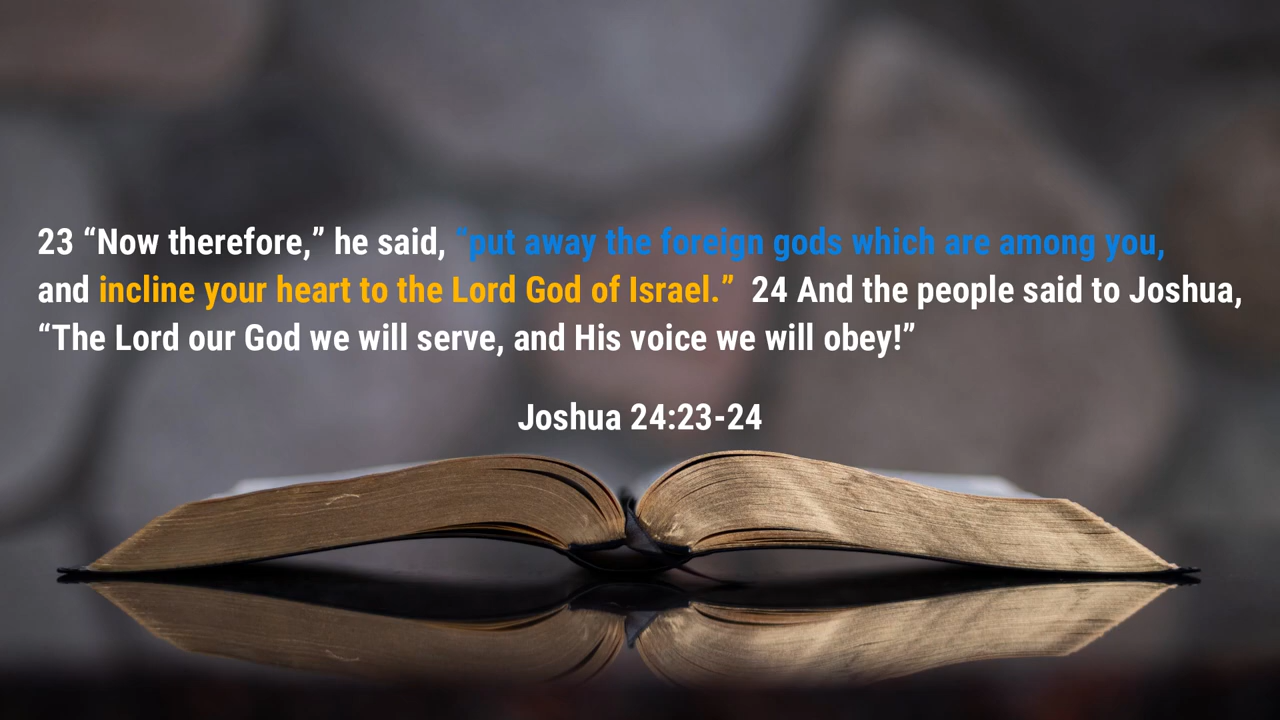 23 “Now therefore,” he said, “put away the foreign gods which are among you,
and incline your heart to the Lord God of Israel.”  24 And the people said to Joshua,
“The Lord our God we will serve, and His voice we will obey!”
Joshua 24:23-24